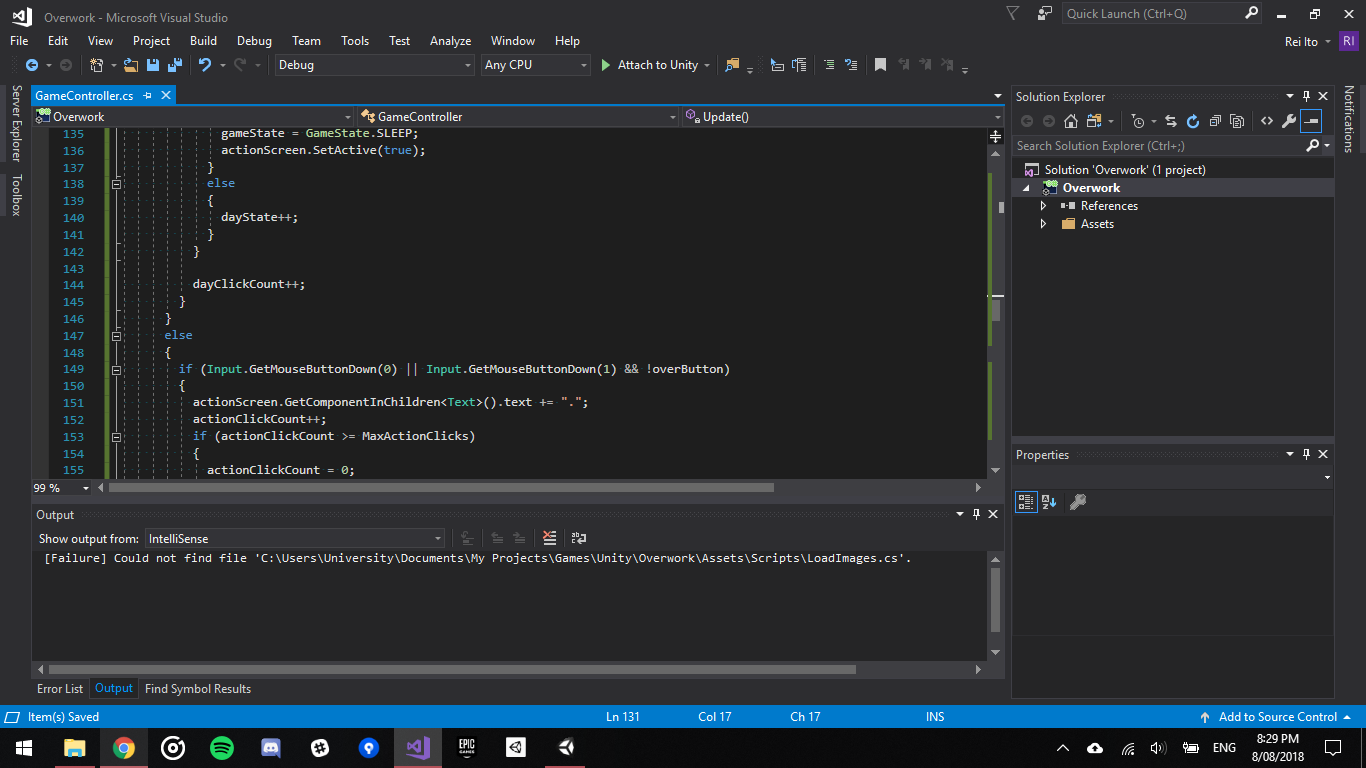 Overwork - Microsoft Visual Studio
Quick Launch (Ctrl+Q)
File Edit View Project Build Debug Team Tools Test Analyze Window Help
Rei Ito RI
Debug Any CPU Attach to Unity
Server Explorer
Toolbox
GameController.cs
Overwork GameController Update()
135 gameState = GameState.SLEEP;
136 actionScreen.SetActive(true);
137 }
138 else
139 {
140 dayState++;
141 }
142 }
143
144 dayClickCount++;
145 }
146 }
147 else
148 {
149 if (Input.GetMouseButtonDown(0) || Input.GetMouseButtonDown(1) && !overButton)
150 {
151 actionScreen.GetComponentInChildren<Text>().text += ".";
152 actionClickCount++;
153 if (actionClickCount >= MaxActionClicks)
154 {
155 actionClickCount = 0;
99 %
Output
Show output from: IntelliSense
[Failure] Could not find file 'C:\Users\University\Documents\My Projects\Games\Unity\Overwork\Assets\Scripts\LoadImages.cs'.
Error List Output Find Symbol Results
Solution Explorer
Search Solution Explorer (Ctrl+;)
Solution 'Overwork' (1 project)
Overwork
References
Assets
Properties
Notifications
Item(s) Saved Ln 131 Col 17 Ch 17 INS Add to Source Control
EPIC GAMES
ENG
8:29 PM
8/08/2018